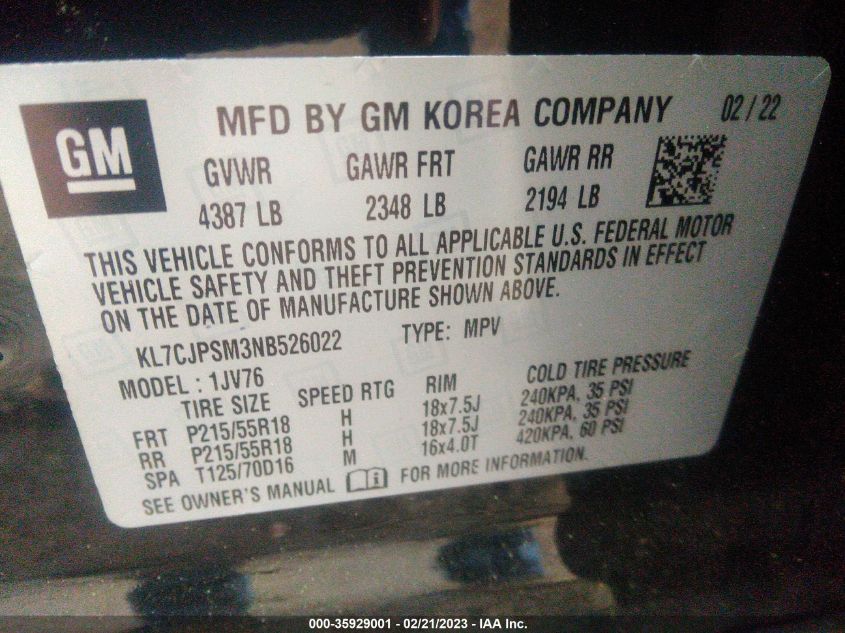 GM
MFD BY GM KOREA COMPANY 02/22
GVWR GAWR FRT GAWR RR
4387 LB 2348 LB 2194 LB
THIS VEHICLE CONFORMS TO ALL APPLICABLE U.S. FEDERAL MOTOR
VEHICLE SAFETY AND THEFT PREVENTION STANDARDS IN EFFECT
ON THE DATE OF MANUFACTURE SHOWN ABOVE.
KL7CJPSM3NB526022 TYPE: MPV
MODEL : 1JV76
TIRE SIZE SPEED RTG RIM COLD TIRE PRESSURE
FRT P215/55R18 H 18x7.5J 240KPA, 35 PSI
RR P215/55R18 H 18x7.5J 240KPA, 35 PSI
SPA T125/70D16 M 16x4.0T 420KPA, 60 PSI
SEE OWNER'S MANUAL FOR MORE INFORMATION.
000-35929001 - 02/21/2023 - IAA Inc.